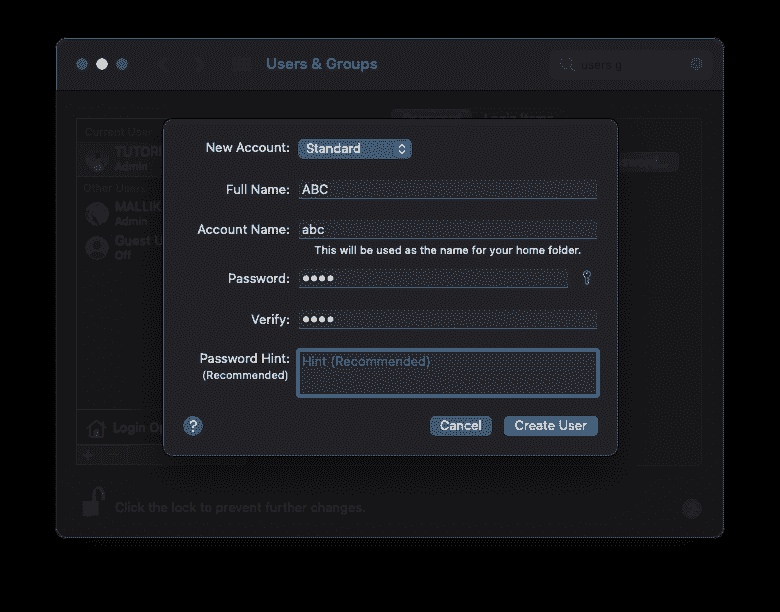 Users & Groups
users g
Current User
Login Items
TUTORI
Admin
Other Users
MALLIK
Admin
Guest U
Off
Login Op
Click the lock to prevent further changes.
New Account: Standard
Full Name: ABC
Account Name: abc
This will be used as the name for your home folder.
Password: ••••
Verify: ••••
Password Hint: Hint (Recommended)
(Recommended)
? Cancel Create User